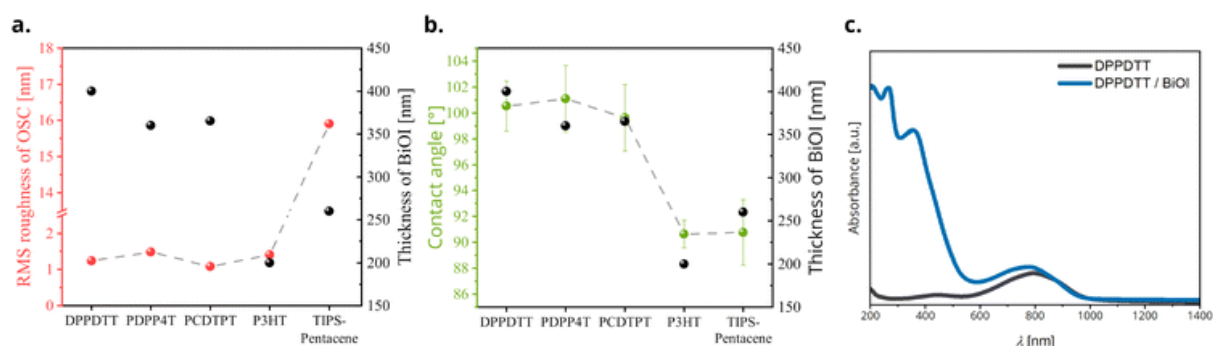 a.
RMS roughness of OSC [nm]
18
17
16
15
14
2
1
0
450
400
350
300
250
200
150
Thickness of BiOI [nm]
DPPDTT
PDPP4T
PCDTPT
P3HT
TIPS-
Pentacene
b.
Contact angle [°]
104
102
100
98
96
94
92
90
88
86
450
400
350
300
250
200
150
Thickness of BiOI [nm]
DPPDTT
PDPP4T
PCDTPT
P3HT
TIPS-
Pentacene
c.
Absorbance [a.u.]
DPPDTT
DPPDTT / BiOI
200
400
600
800
1000
1200
1400
λ [nm]